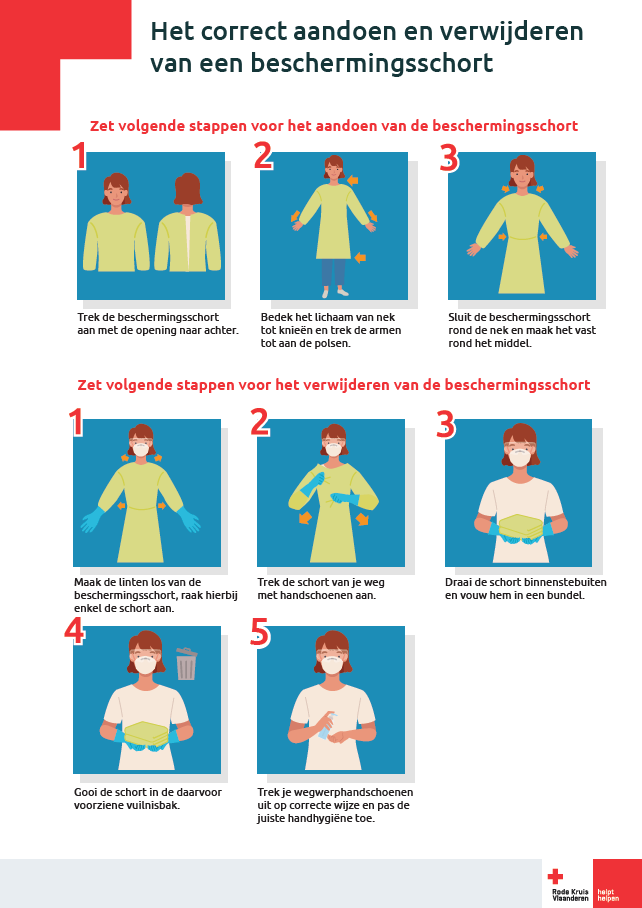 Het correct aandoen en verwijderen
van een beschermingsschort
Zet volgende stappen voor het aandoen van de beschermingsschort
1
Trek de beschermingsschort
aan met de opening naar achter.
2
Bedek het lichaam van nek
tot knieën en trek de armen
tot aan de polsen.
3
Sluit de beschermingsschort
rond de nek en maak het vast
rond het middel.
Zet volgende stappen voor het verwijderen van de beschermingsschort
1
Maak de linten los van de
beschermingsschort, raak hierbij
enkel de schort aan.
2
Trek de schort van je weg
met handschoenen aan.
3
Draai de schort binnenstebuiten
en vouw hem in een bundel.
4
Gooi de schort in de daarvoor
voorziene vuilnisbak.
5
Trek je wegwerphandschoenen
uit op correcte wijze en pas de
juiste handhygiëne toe.
Rode Kruis
Vlaanderen
helpt
helpen